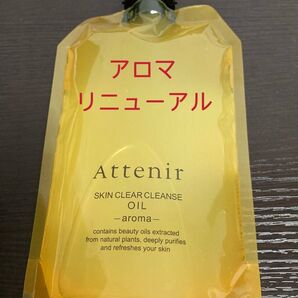 アロマ
リニューアル
Attenir
SKIN CLEAR CLEANSE
OIL
–aroma–
contains beauty oils extracted
from natural plants, deeply purifies
and refreshes your skin